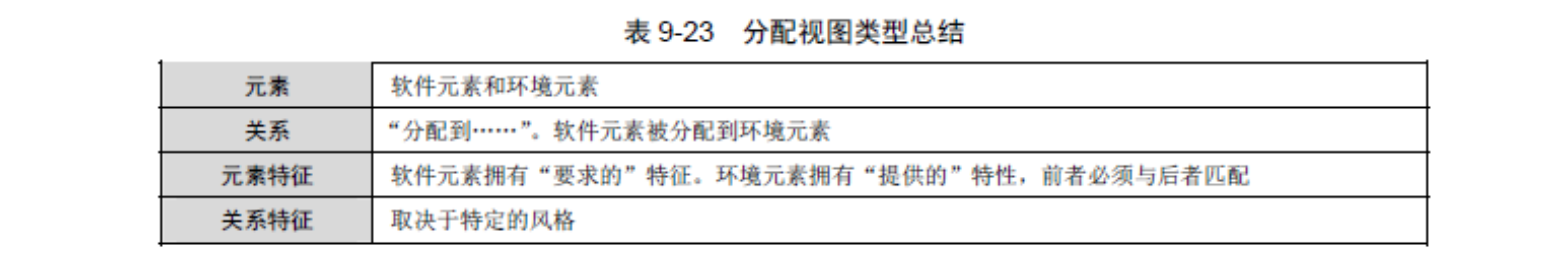 表 9-23 分配视图类型总结
元素 软件元素和环境元素
关系 “分配到……”。软件元素被分配到环境元素
元素特征 软件元素拥有“要求的”特征。环境元素拥有“提供的”特性，前者必须与后者匹配
关系特征 取决于特定的风格